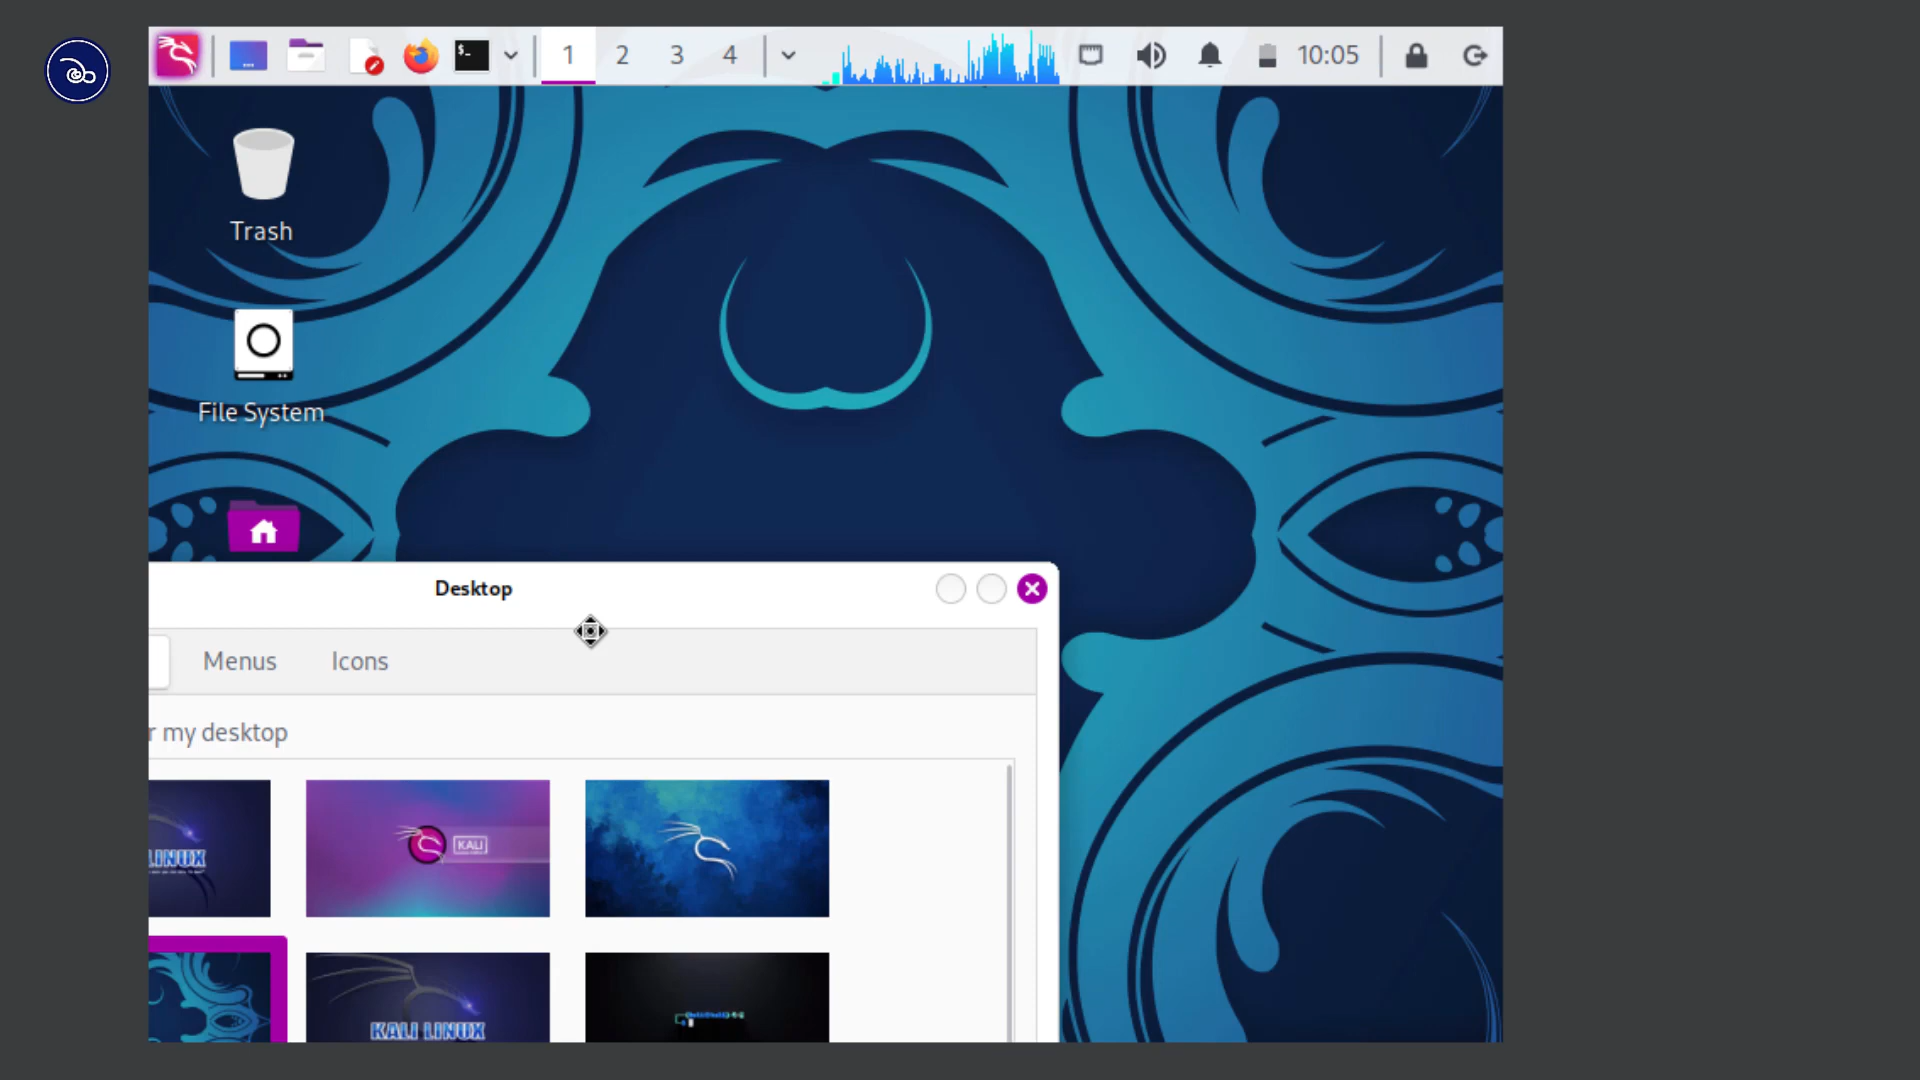 $-
1 2 3 4
10:05
Trash
File System
Desktop
Menus Icons
r my desktop
LINUX
KALI
KALI LINUX